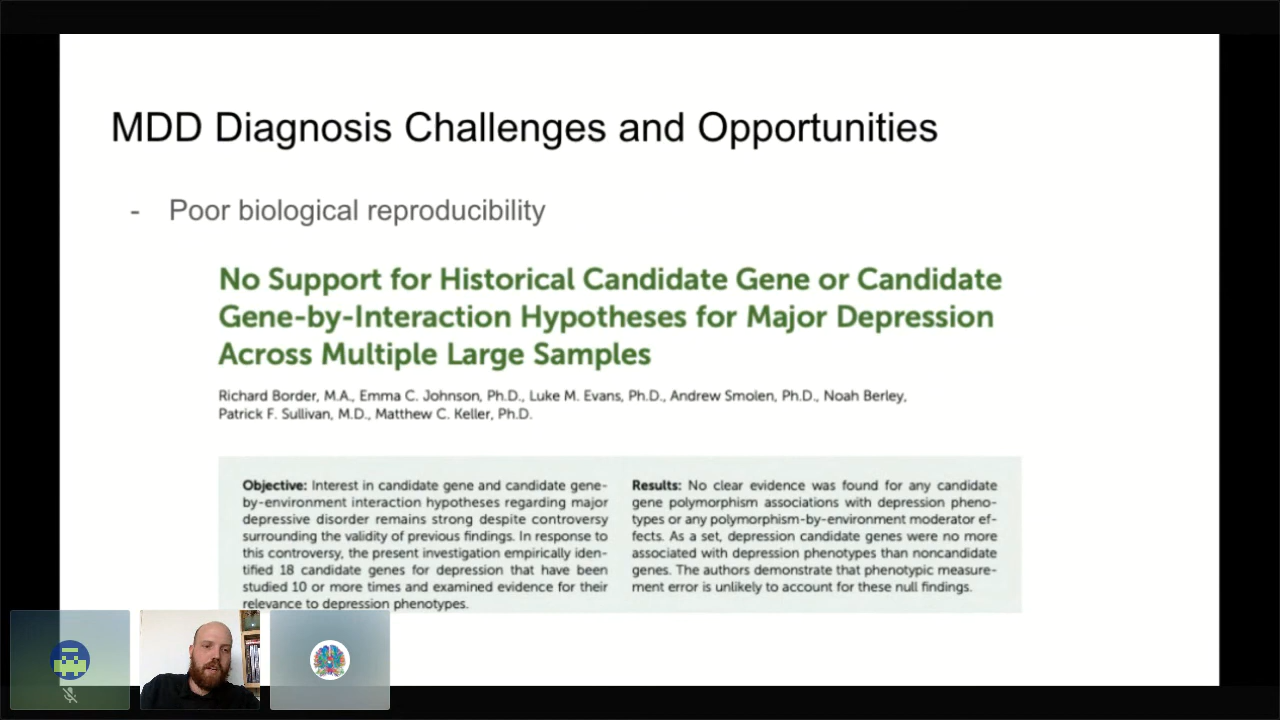 MDD Diagnosis Challenges and Opportunities
- Poor biological reproducibility
No Support for Historical Candidate Gene or Candidate
Gene-by-Interaction Hypotheses for Major Depression
Across Multiple Large Samples
Richard Border, M.A., Emma C. Johnson, Ph.D., Luke M. Evans, Ph.D., Andrew Smolen, Ph.D., Noah Berley,
Patrick F. Sullivan, M.D., Matthew C. Keller, Ph.D.
Objective: Interest in candidate gene and candidate gene-
by-environment interaction hypotheses regarding major
depressive disorder remains strong despite controversy
surrounding the validity of previous findings. In response to
this controversy, the present investigation empirically iden-
tified 18 candidate genes for depression that have been
studied 10 or more times and examined evidence for their
relevance to depression phenotypes.
Results: No clear evidence was found for any candidate
gene polymorphism associations with depression pheno-
types or any polymorphism-by-environment moderator ef-
fects. As a set, depression candidate genes were no more
associated with depression phenotypes than noncandidate
genes. The authors demonstrate that phenotypic measure-
ment error is unlikely to account for these null findings.